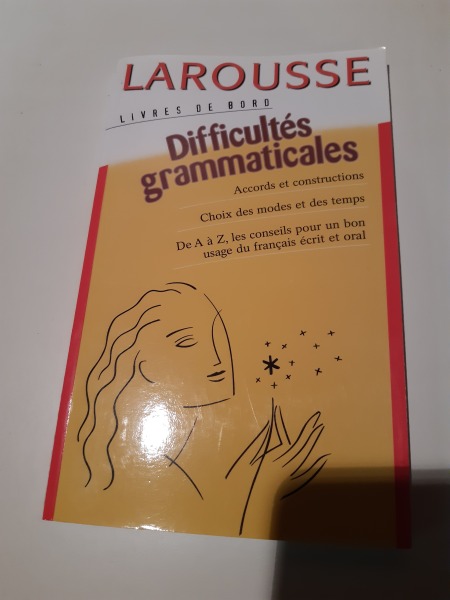 LAROUSSE
LIVRES DE BORD
Difficultés
grammaticales
Accords et constructions
Choix des modes et des temps
De A à Z, les conseils pour un bon
usage du français écrit et oral